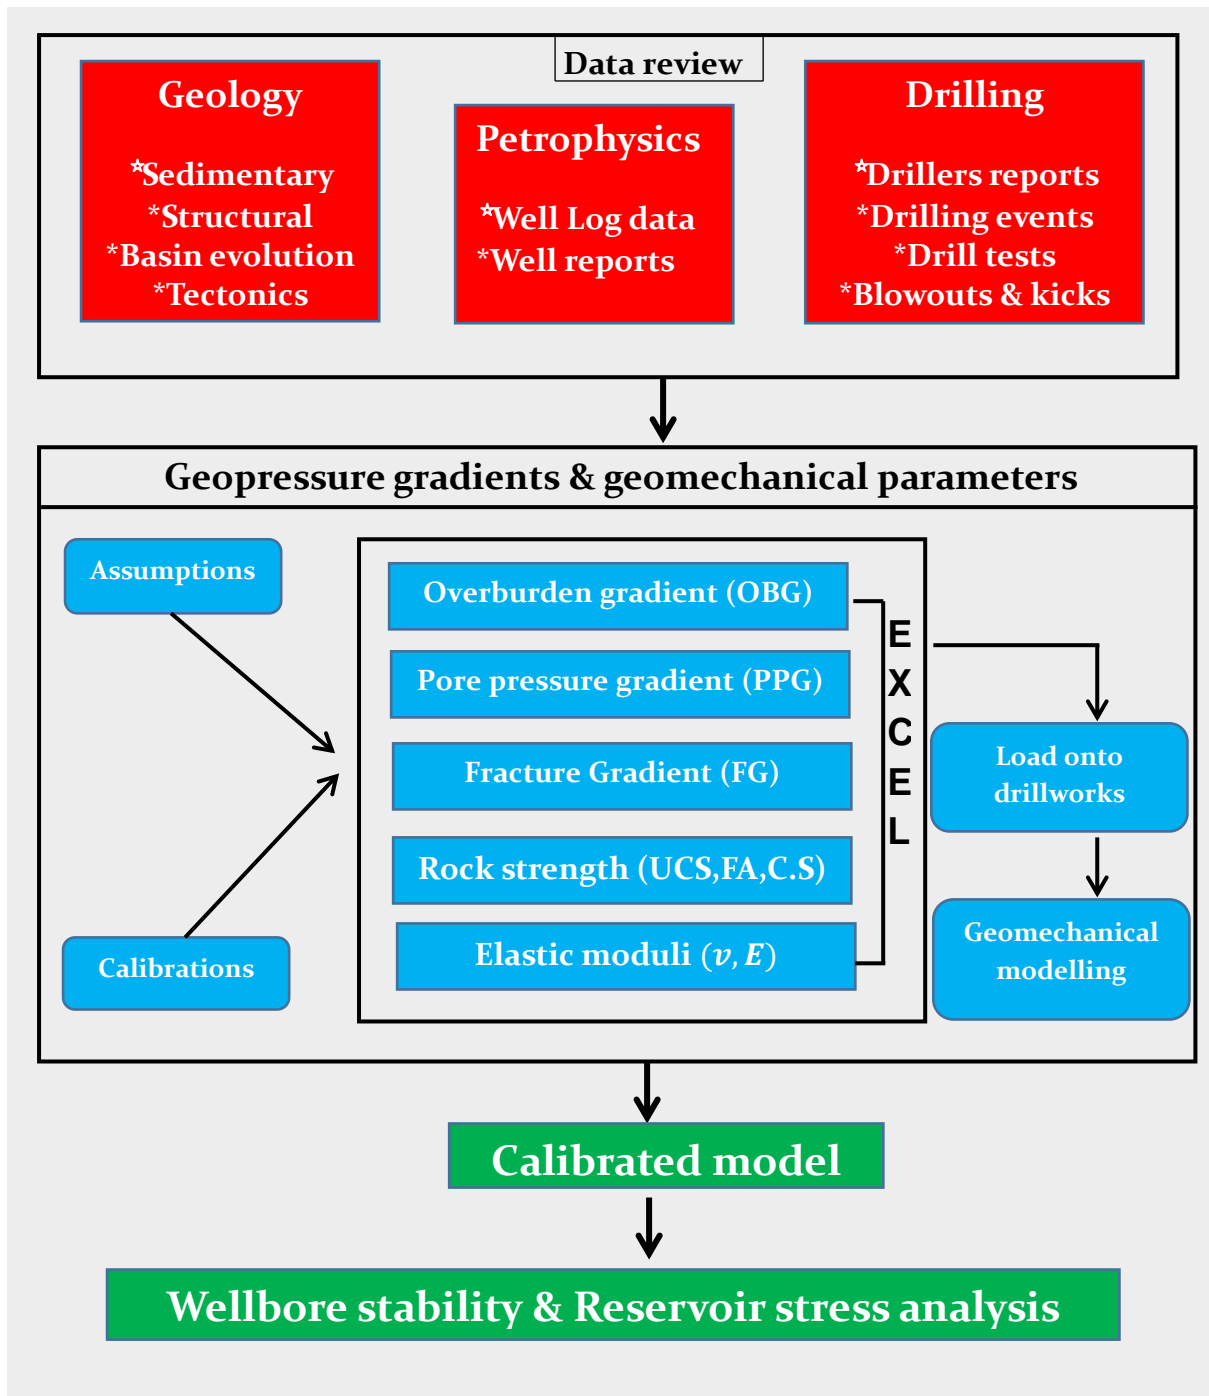 Data review
Geology
*Sedimentary
*Structural
*Basin evolution
*Tectonics
Petrophysics
*Well Log data
*Well reports
Drilling
*Drillers reports
*Drilling events
*Drill tests
*Blowouts & kicks
Geopressure gradients & geomechanical parameters
Assumptions
Calibrations
Overburden gradient (OBG)
Pore pressure gradient (PPG)
Fracture Gradient (FG)
Rock strength (UCS,FA,C.S)
Elastic moduli (v, E)
E
X
C
E
L
Load onto
drillworks
Geomechanical
modelling
Calibrated model
Wellbore stability & Reservoir stress analysis